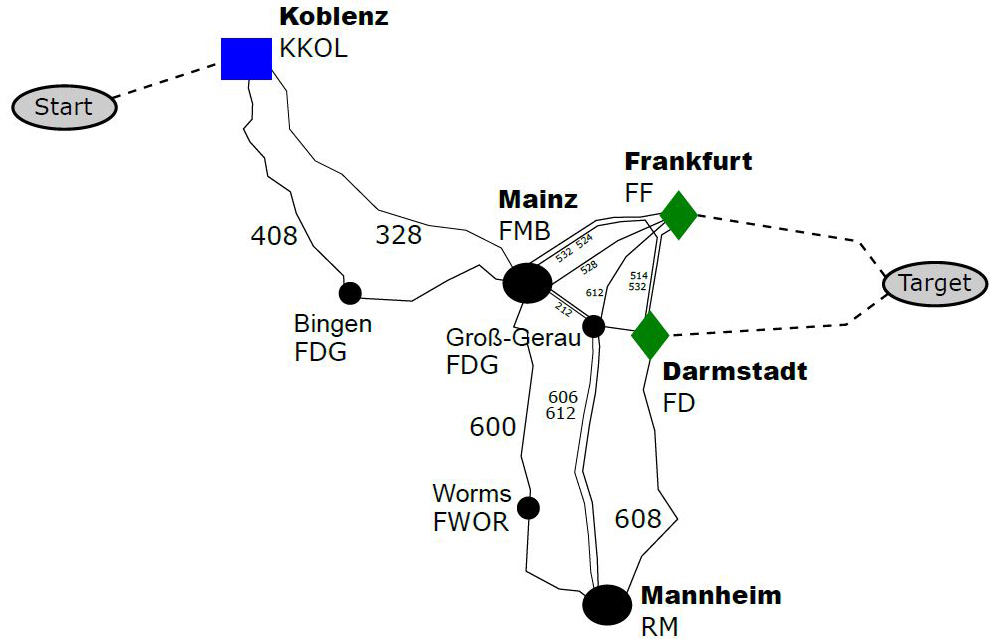 Koblenz
KKOL
Start
Frankfurt
FF
Mainz
FMB
408
328
532 524
528
514
532
612
212
Target
Bingen
FDG
Groß-Gerau
FDG
Darmstadt
FD
606
612
600
Worms
FWOR
608
Mannheim
RM